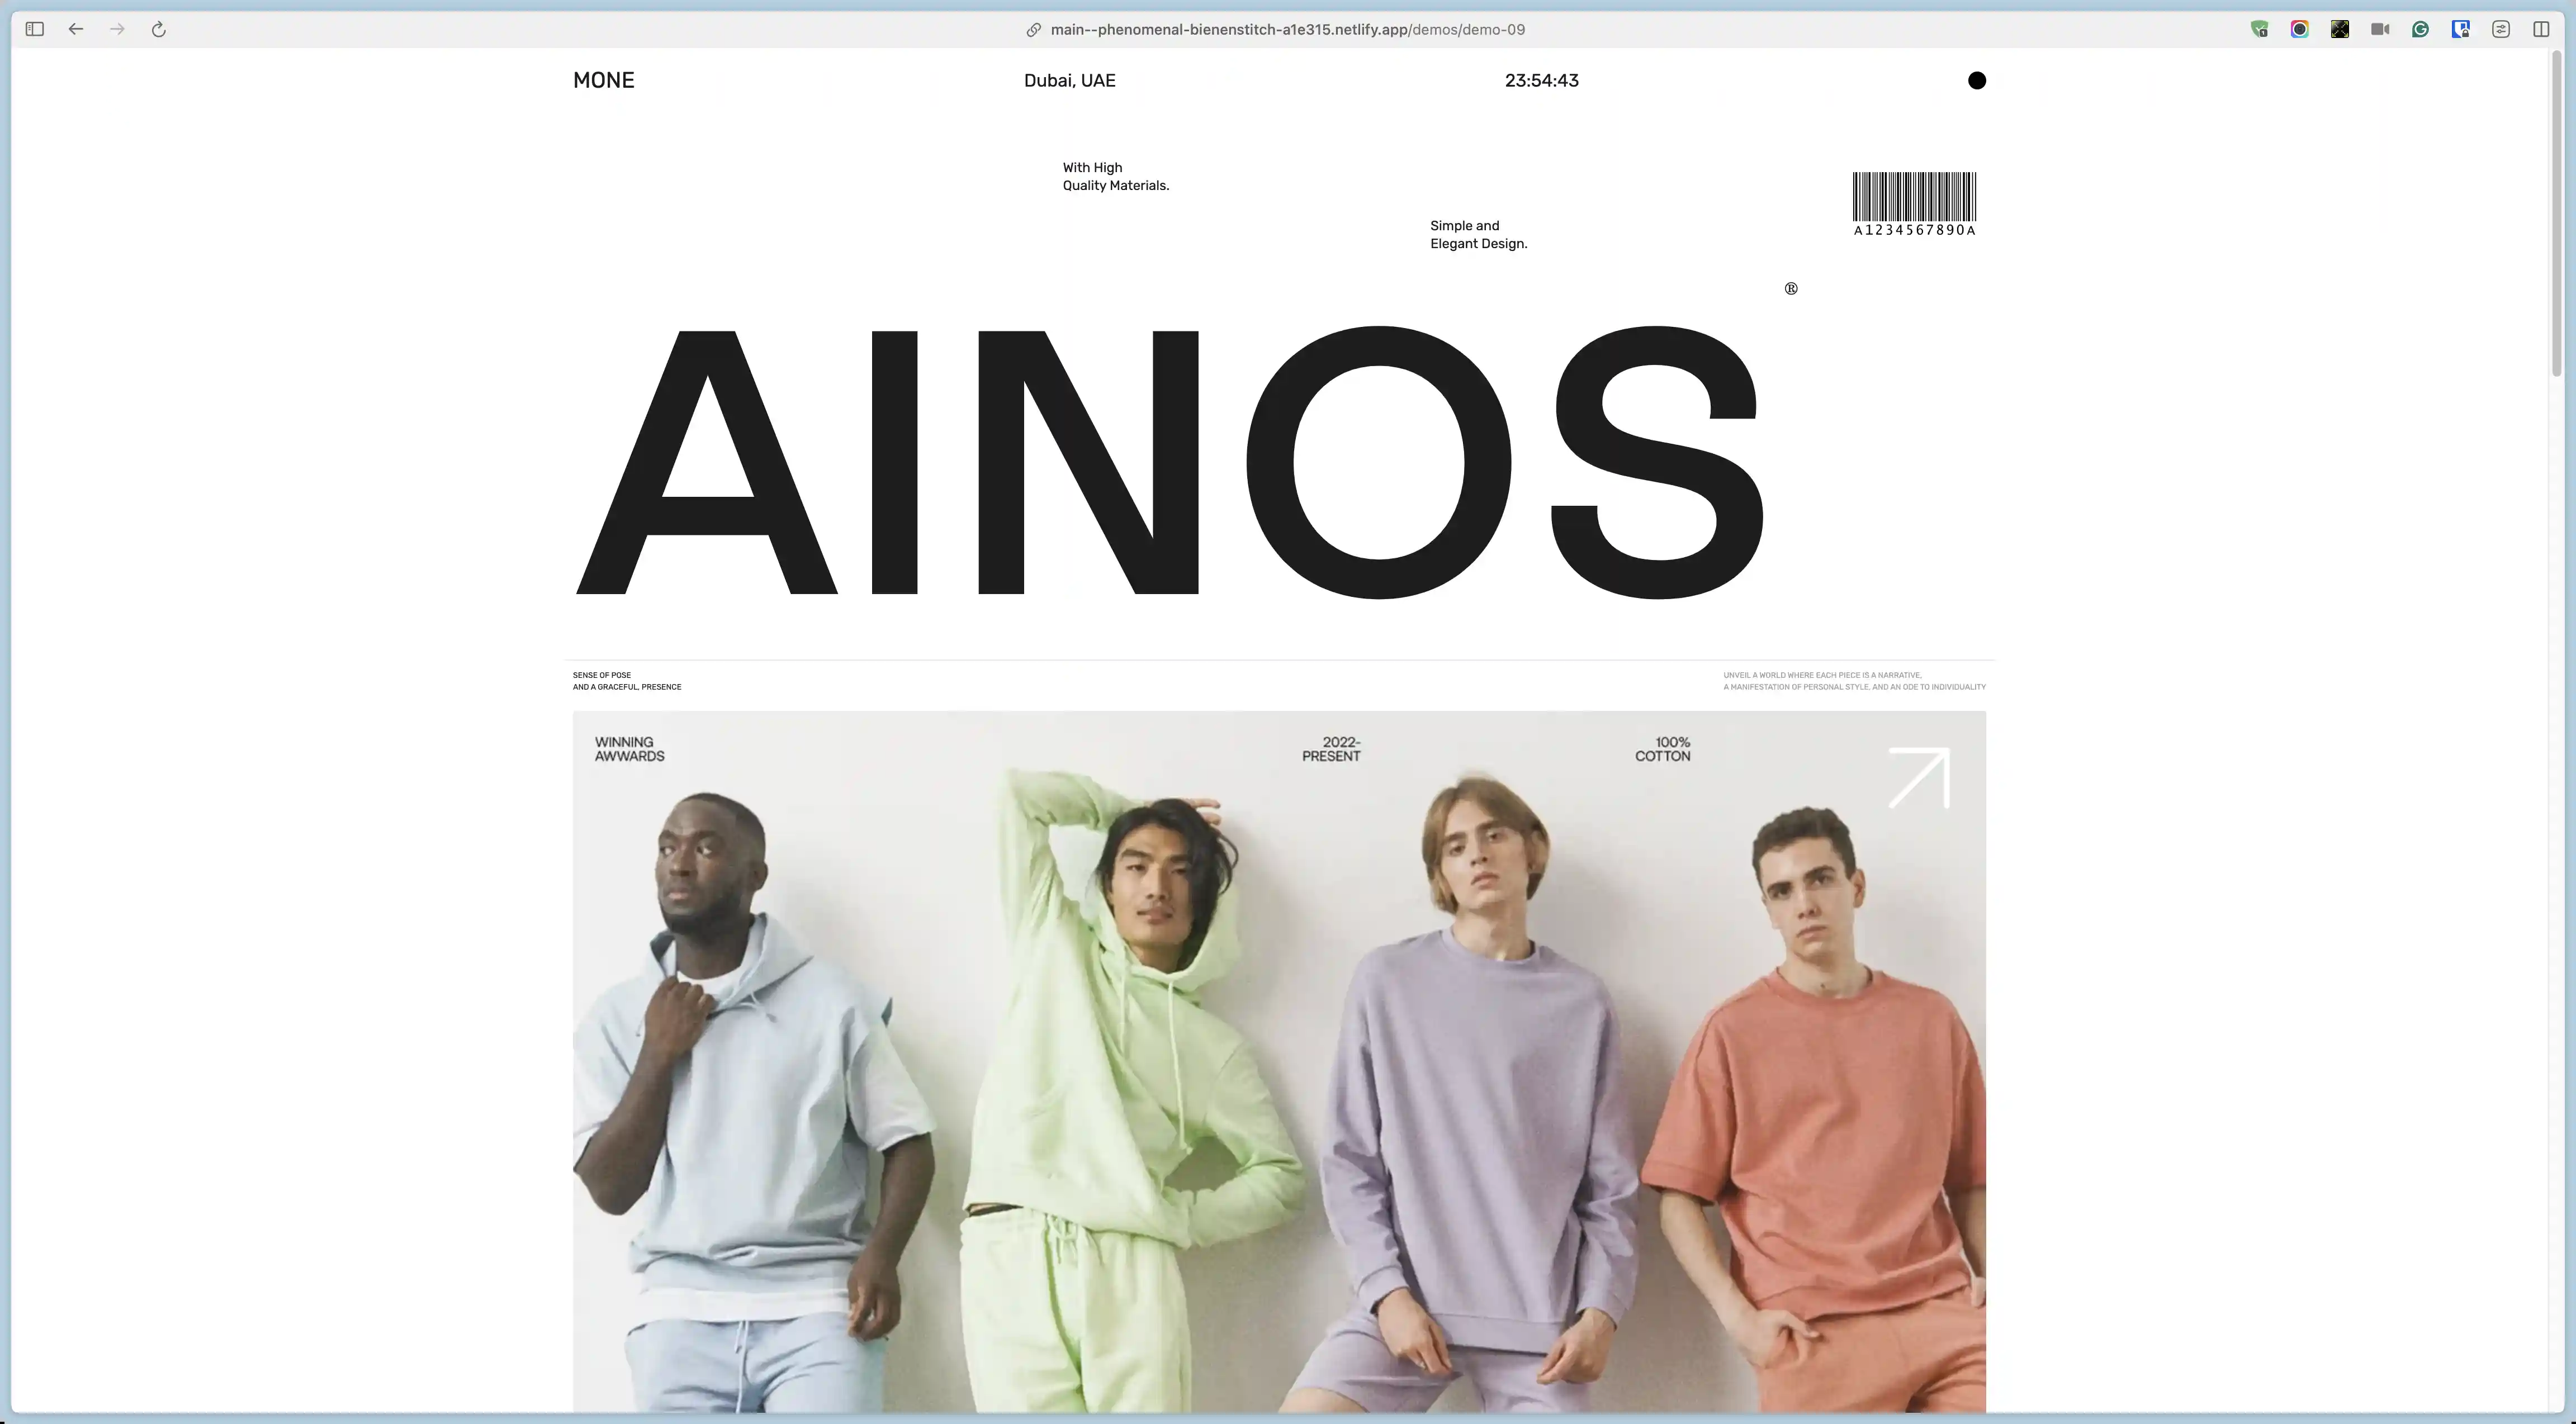 main--phenomenal-bienenstitch-a1e315.netlify.app/demos/demo-09
MONE
Dubai, UAE
23:54:43
With High
Quality Materials.
Simple and
Elegant Design.
A1234567890A
®
AINOS
SENSE OF POSE
AND A GRACEFUL, PRESENCE
UNVEIL A WORLD WHERE EACH PIECE IS A NARRATIVE,
A MANIFESTATION OF PERSONAL STYLE, AND AN ODE TO INDIVIDUALITY
WINNING
AWWARDS
2022-
PRESENT
100%
COTTON